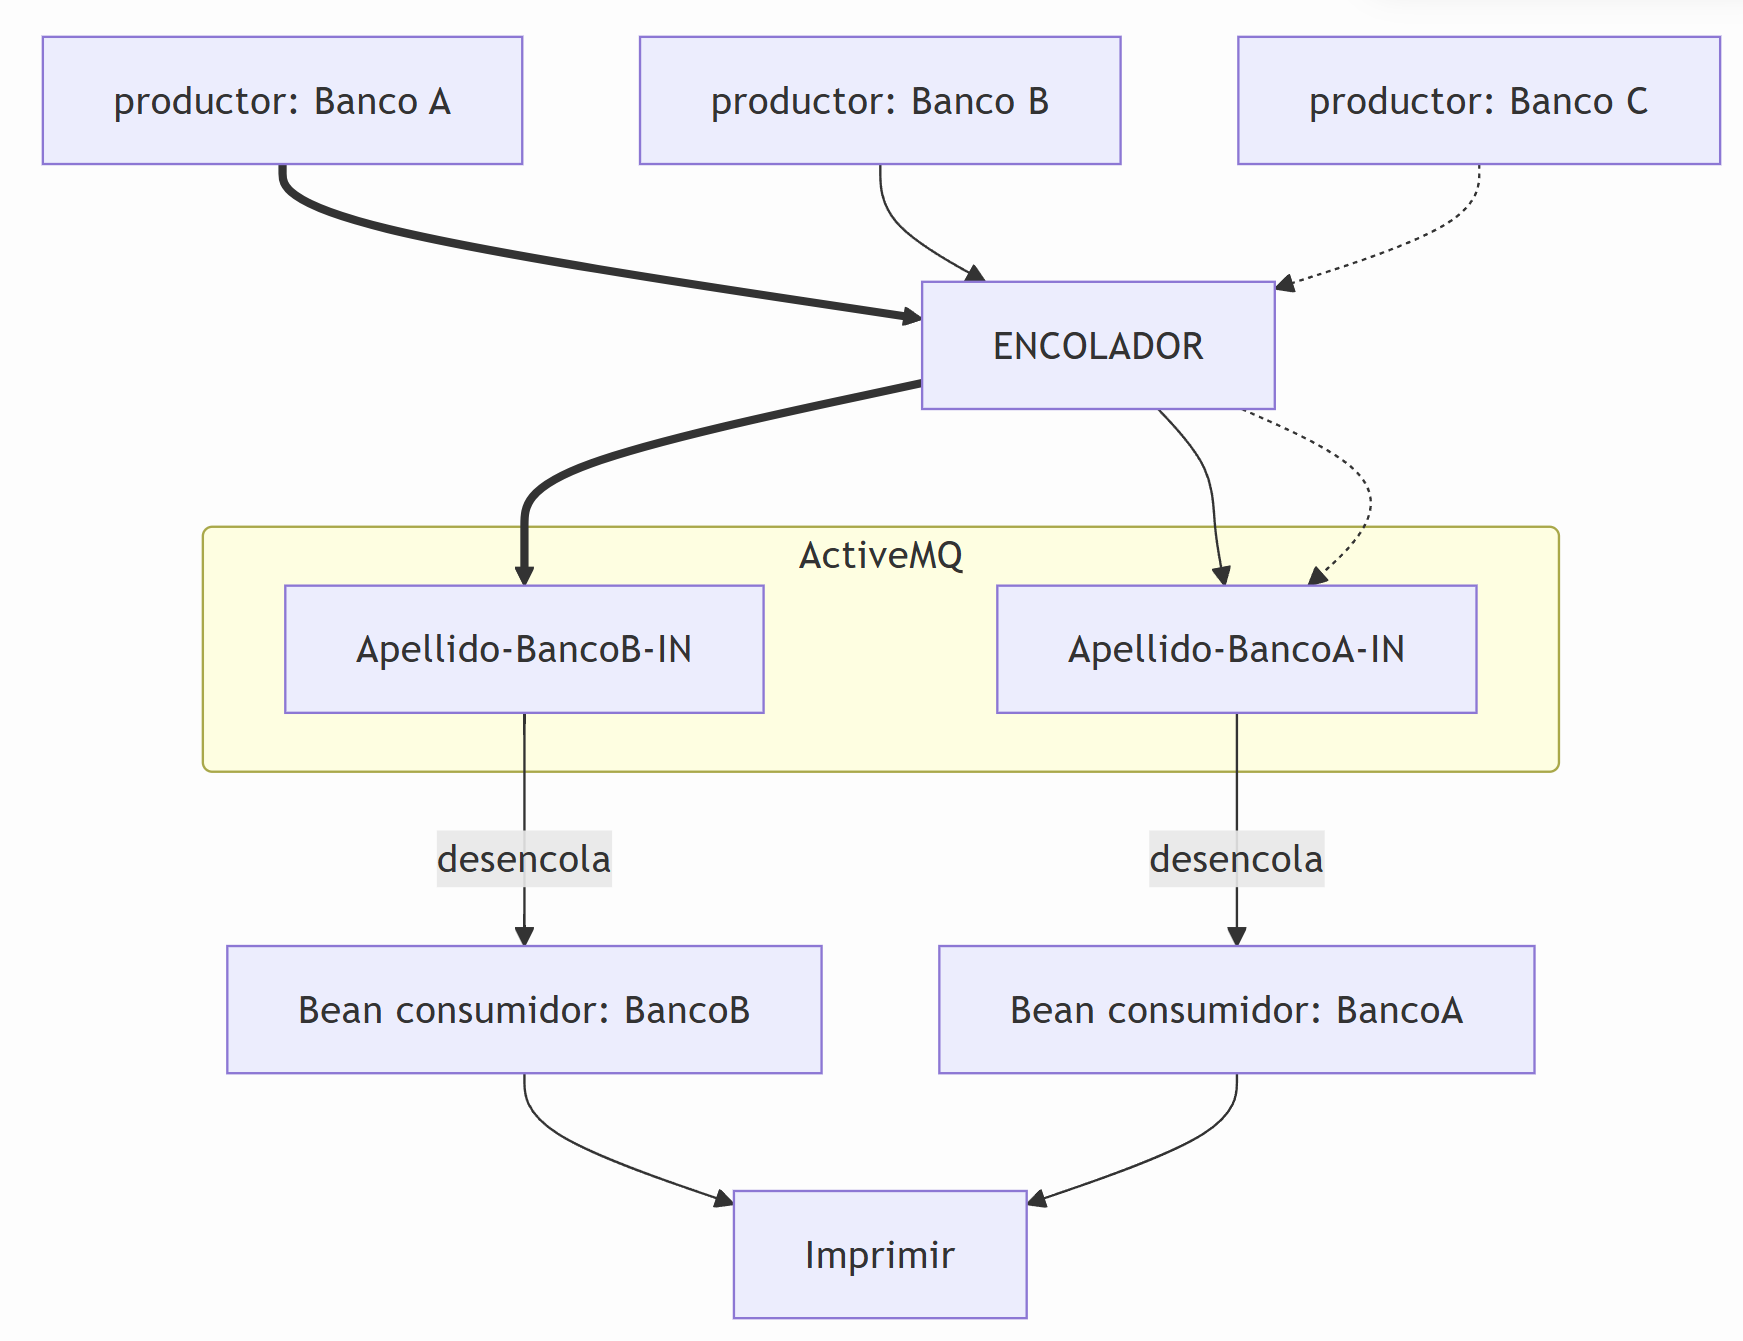 productor: Banco A
productor: Banco B
productor: Banco C
ENCOLADOR
ActiveMQ
Apellido-BancoB-IN
Apellido-BancoA-IN
desencola
desencola
Bean consumidor: BancoB
Bean consumidor: BancoA
Imprimir